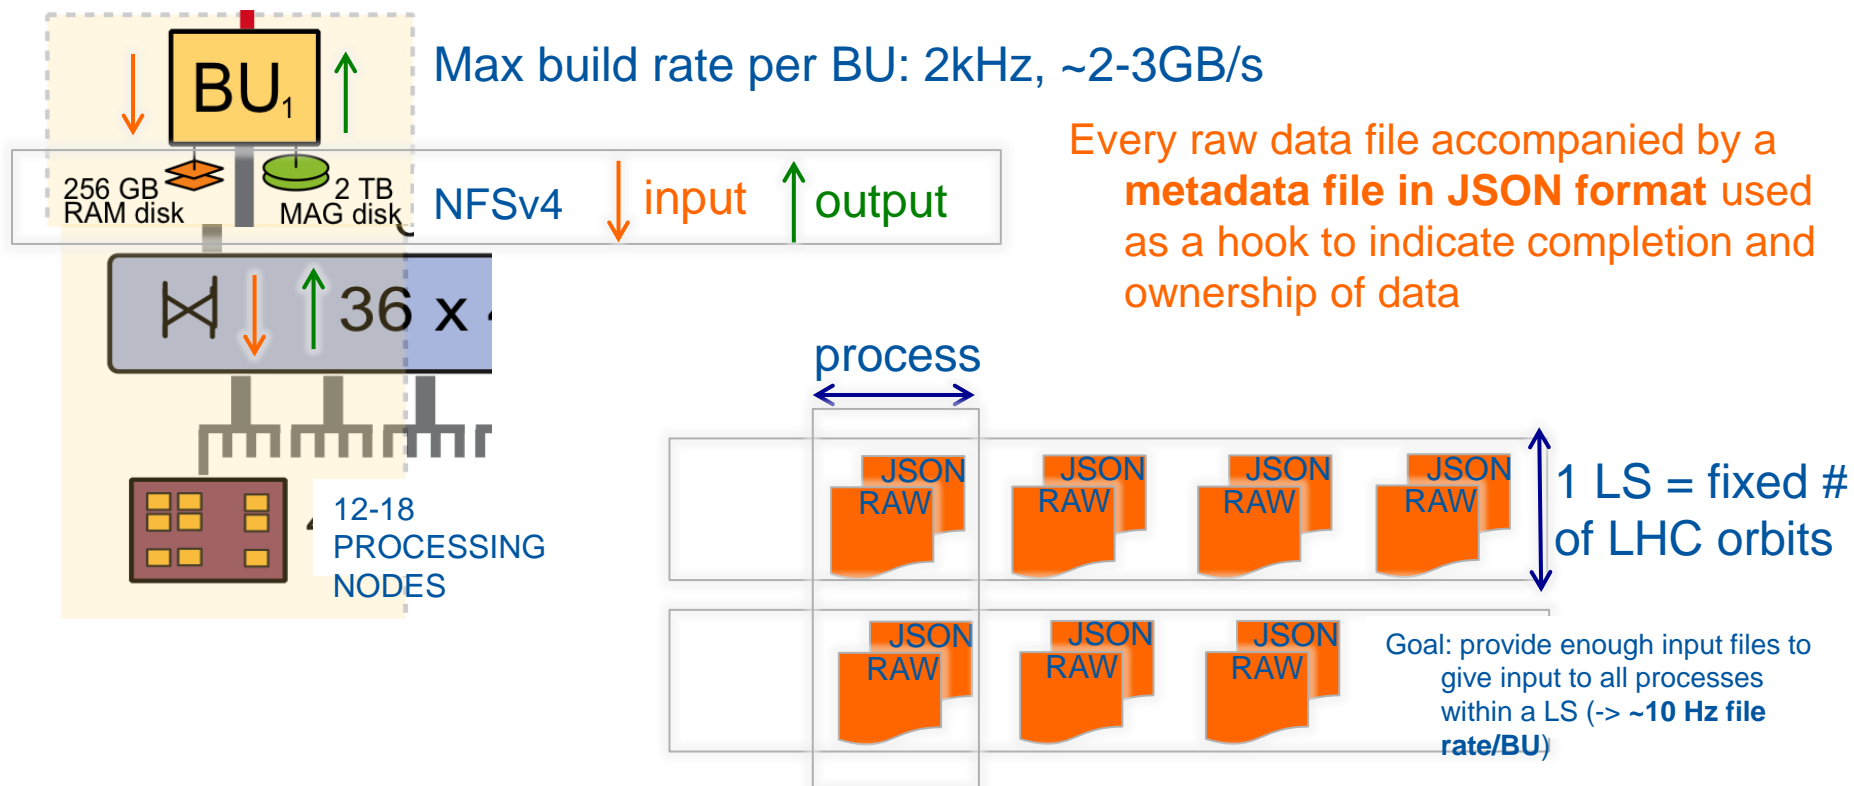 BU1
Max build rate per BU: 2kHz, ~2-3GB/s
256 GB
RAM disk
2 TB
MAG disk
NFSv4
input
output
Every raw data file accompanied by a
metadata file in JSON format used
as a hook to indicate completion and
ownership of data
36 x
12-18
PROCESSING
NODES
process
JSON
RAW
JSON
RAW
JSON
RAW
JSON
RAW
1 LS = fixed #
of LHC orbits
JSON
RAW
JSON
RAW
JSON
RAW
Goal: provide enough input files to
give input to all processes
within a LS (-> ~10 Hz file
rate/BU)